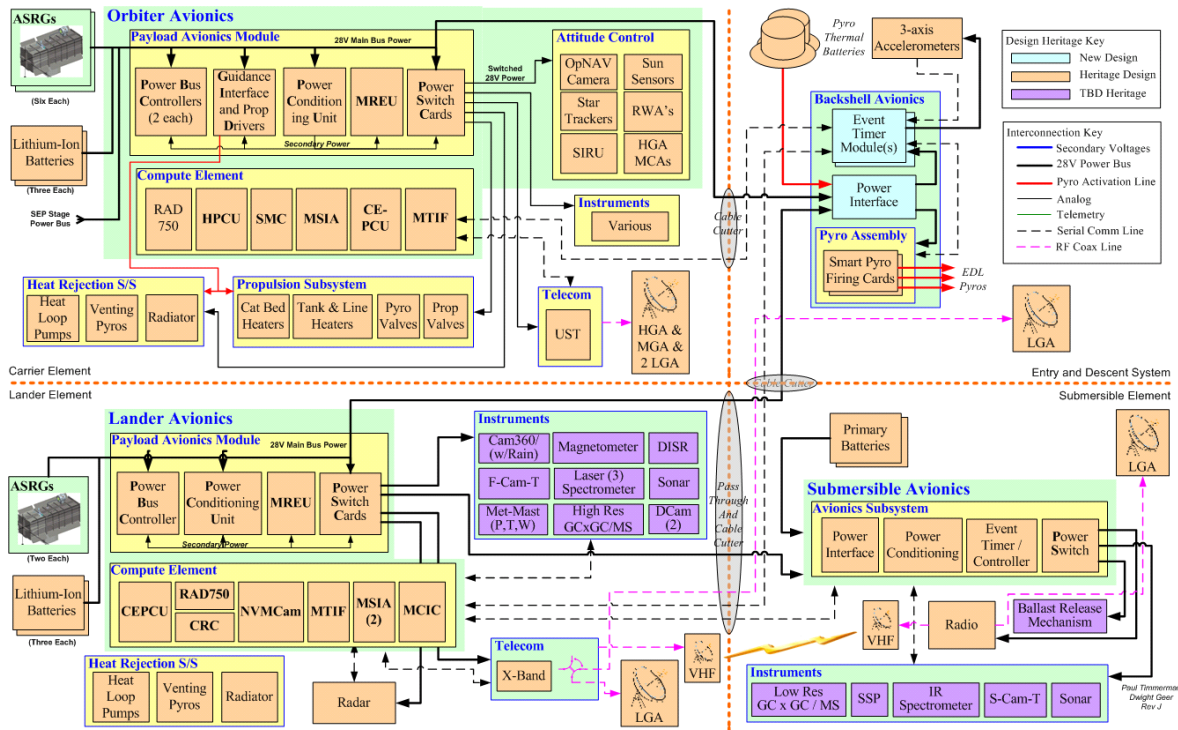 Orbiter Avionics
ASRGs
(Six Each)
Lithium-Ion
Batteries
(Three Each)
SEP Stage
Power Bus
Payload Avionics Module
28V Main Bus Power
Power Bus
Controllers
(2 each)
Guidance
Interface
and Prop
Drivers
Power
Condition
ing Unit
MREU
Power
Switch
Cards
Secondary Power
Switched
28V Power
Attitude Control
OpNAV
Camera
Sun
Sensors
Star
Trackers
RWA's
SIRU
HGA
MCAs
Compute Element
RAD
750
HPCU
SMC
MSIA
CE-
PCU
MTIF
Instruments
Various
Heat Rejection S/S
Heat
Loop
Pumps
Venting
Pyros
Radiator
Propulsion Subsystem
Cat Bed
Heaters
Tank & Line
Heaters
Pyro
Valves
Prop
Valves
Telecom
UST
HGA &
MGA &
2 LGA
Carrier Element
Pyro
Thermal
Batteries
3-axis
Accelerometers
Backshell Avionics
Event
Timer
Module(s)
Power
Interface
Pyro Assembly
Smart Pyro
Firing Cards
EDL
Pyros
Cable
Cutter
LGA
Entry and Descent System
Design Heritage Key
New Design
Heritage Design
TBD Heritage
Interconnection Key
Secondary Voltages
28V Power Bus
Pyro Activation Line
Analog
Telemetry
Serial Comm Line
RF Coax Line
Cable Cutter
Lander Element
Lander Avionics
ASRGs
(Two Each)
Lithium-Ion
Batteries
(Three Each)
Payload Avionics Module
28V Main Bus Power
Power
Bus
Controller
Power
Conditioning
Unit
MREU
Power
Switch
Cards
Secondary Power
Compute Element
CEPCU
RAD750
CRC
NVMCam
MTIF
MSIA
(2)
MCIC
Heat Rejection S/S
Heat
Loop
Pumps
Venting
Pyros
Radiator
Radar
Instruments
Cam360/
(w/Rain)
Magnetometer
DISR
F-Cam-T
Laser (3)
Spectrometer
Sonar
Met-Mast
(P,T,W)
High Res
GCxGC/MS
DCam
(2)
Telecom
X-Band
LGA
VHF
Pass
Through
And
Cable
Cutter
Submersible Element
Primary
Batteries
LGA
Submersible Avionics
Avionics Subsystem
Power
Interface
Power
Conditioning
Event
Timer /
Controller
Power
Switch
VHF
Radio
Ballast Release
Mechanism
Instruments
Low Res
GC x GC / MS
SSP
IR
Spectrometer
S-Cam-T
Sonar
Paul Timmerman
Dwight Geer
Rev J